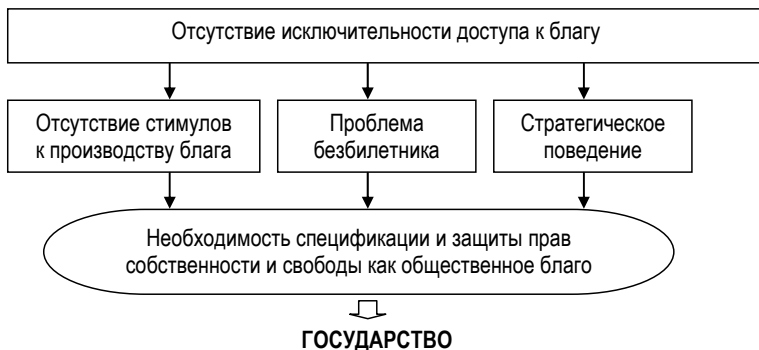 Отсутствие исключительности доступа к благу
Отсутствие стимулов
к производству блага
Проблема
безбилетника
Стратегическое
поведение
Необходимость спецификации и защиты прав
собственности и свободы как общественное благо
ГОСУДАРСТВО